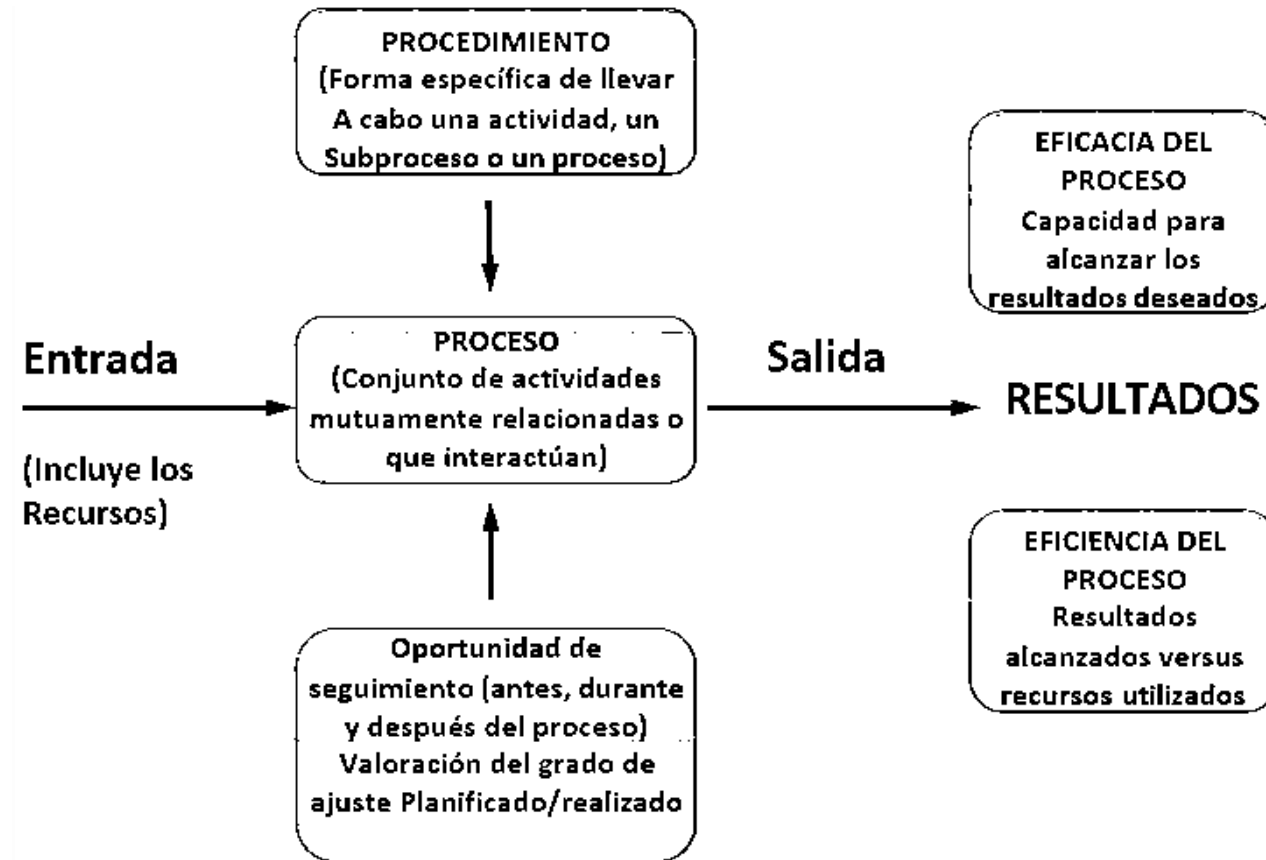 PROCEDIMIENTO
(Forma específica de llevar
A cabo una actividad, un
Subproceso o un proceso)
EFICACIA DEL
PROCESO
Capacidad para
alcanzar los
resultados deseados
Entrada
(Incluye los
Recursos)
PROCESO
(Conjunto de actividades
mutuamente relacionadas o
que interactúan)
Salida
RESULTADOS
Oportunidad de
seguimiento (antes, durante
y después del proceso)
Valoración del grado de
ajuste Planificado/realizado
EFICIENCIA DEL
PROCESO
Resultados
alcanzados versus
recursos utilizados